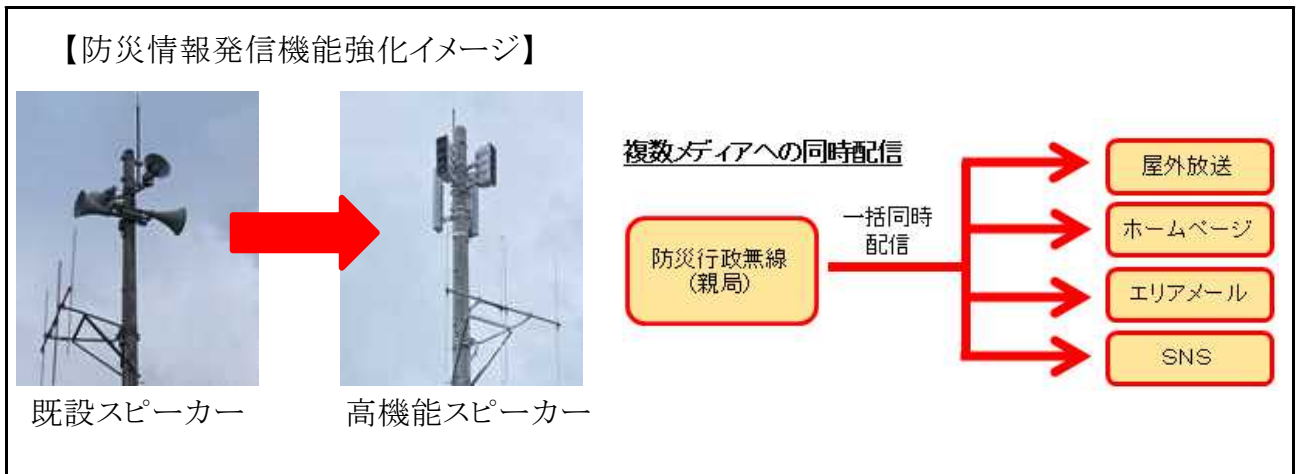 【防災情報発信機能強化イメージ】
既設スピーカー
高機能スピーカー
複数メディアへの同時配信
防災行政無線
(親局)
一括同時
配信
屋外放送
ホームページ
エリアメール
SNS